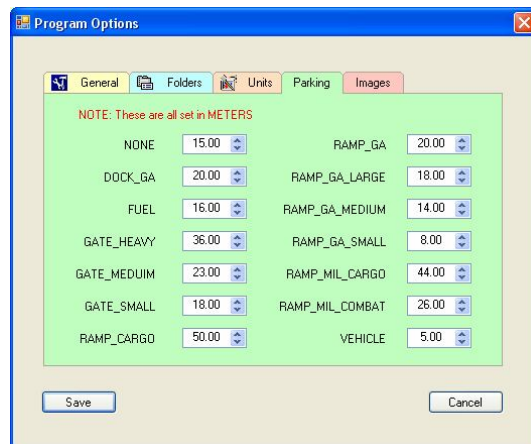 Program Options
General Folders Units Parking Images
NOTE: These are all set in METERS
NONE 15.00 RAMP_GA 20.00
DOCK_GA 20.00 RAMP_GA_LARGE 18.00
FUEL 16.00 RAMP_GA_MEDIUM 14.00
GATE_HEAVY 36.00 RAMP_GA_SMALL 8.00
GATE_MEDUIM 23.00 RAMP_MIL_CARGO 44.00
GATE_SMALL 18.00 RAMP_MIL_COMBAT 26.00
RAMP_CARGO 50.00 VEHICLE 5.00
Save Cancel